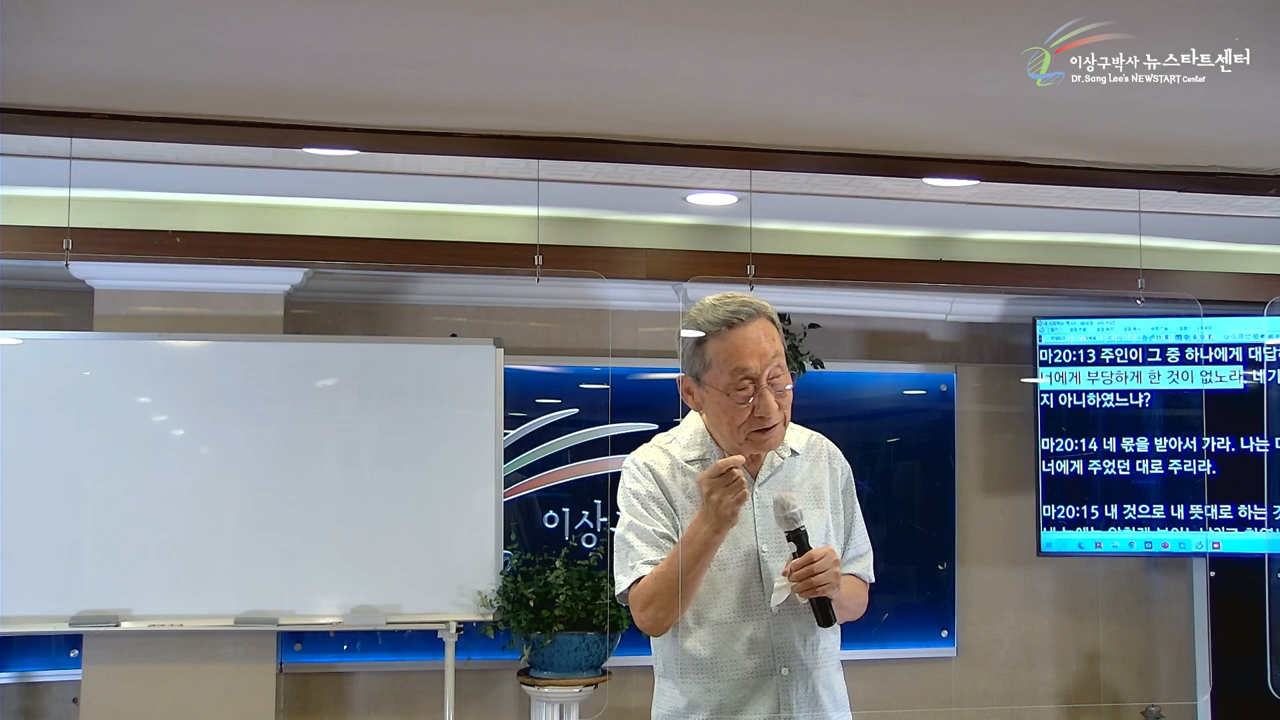 이상구박사 뉴스타트센터
Dr. Sang Lee's NEWSTART Center
마20:13 주인이 그 중 하나에게 대답
너에게 부당하게 한 것이 없노라. 네가
지 아니하였느냐?
마20:14 네 몫을 받아서 가라. 나는
너에게 주었던 대로 주리라.
마20:15 내 것으로 내 뜻대로 하는
이상